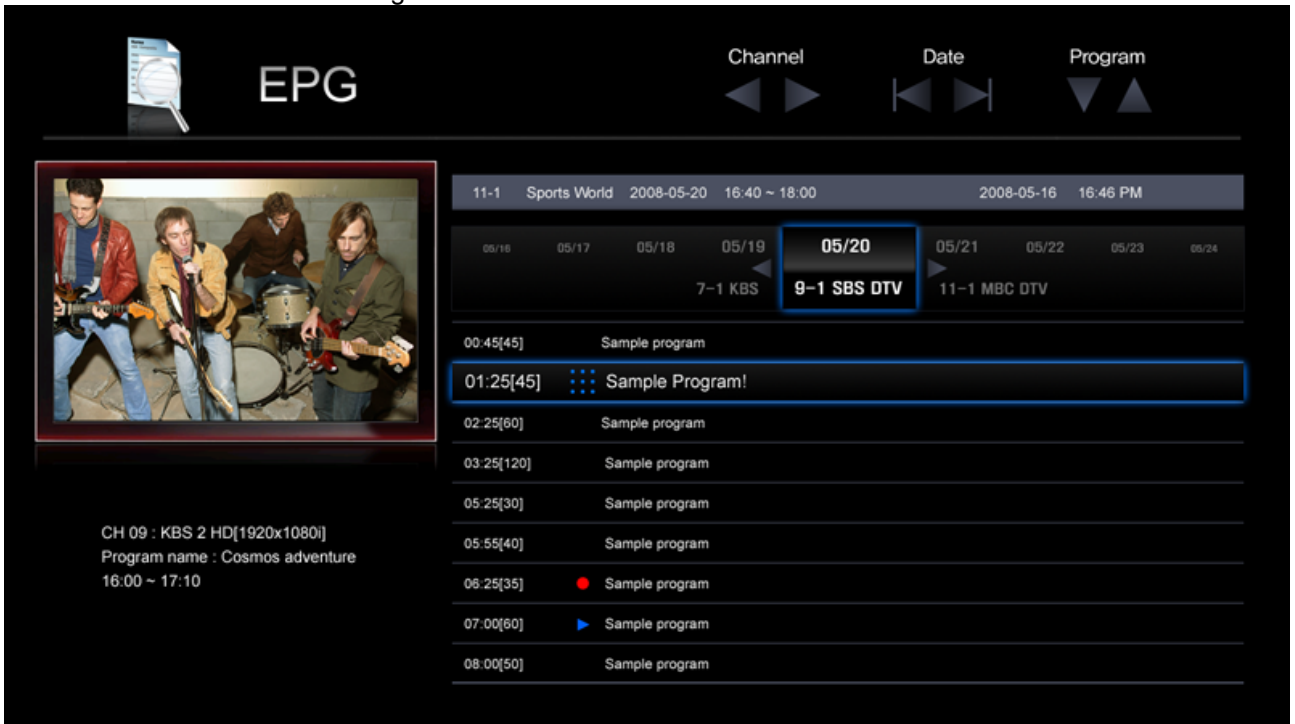 EPG
Channel Date Program
11-1 Sports World 2008-05-20 16:40 ~ 18:00 2008-05-16 16:46 PM
05/16 05/17 05/18 05/19 05/20 05/21 05/22 05/23 05/24
7-1 KBS 9-1 SBS DTV 11-1 MBC DTV
00:45[45] Sample program
01:25[45] Sample Program!
02:25[60] Sample program
03:25[120] Sample program
05:25[30] Sample program
05:55[40] Sample program
06:25[35] Sample program
07:00[60] Sample program
08:00[50] Sample program
CH 09 : KBS 2 HD[1920x1080i]
Program name : Cosmos adventure
16:00 ~ 17:10